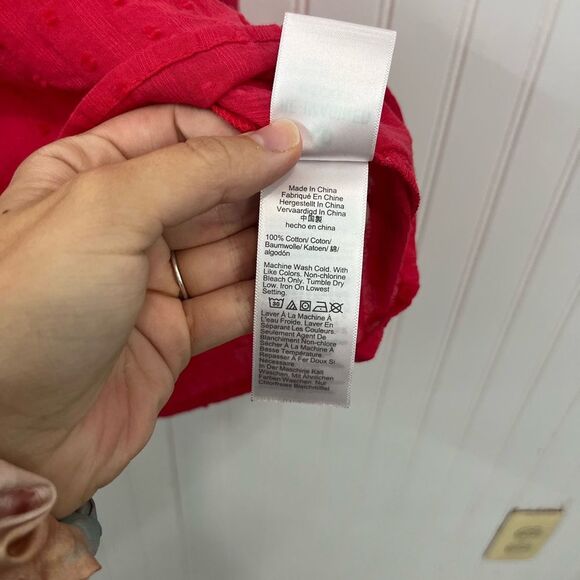 Made In China
Fabriqué En Chine
Hergestellt In China
Vervaardigd In China
中国製
hecho en china
100% Cotton/ Coton/
Baumwolle/ Katoen/ 綿/
algodón
Machine Wash Cold. With
Like Colors. Non-chlorine
Bleach Only. Tumble Dry
Low. Iron On Lowest
Setting.
30
Laver À La Machine À
L'eau Froide. Laver En
Séparant Les Couleurs.
Seulement Agent De
Blanchiment Non-chlore
Sécher À La Machine À
Basse Température
Repasser À Fer Doux Si
Nécessaire.
In Der Maschine Kalt
Waschen, Mit Ähnlichen
Farben Waschen. Nur
Chlorfreies Bleichmittel